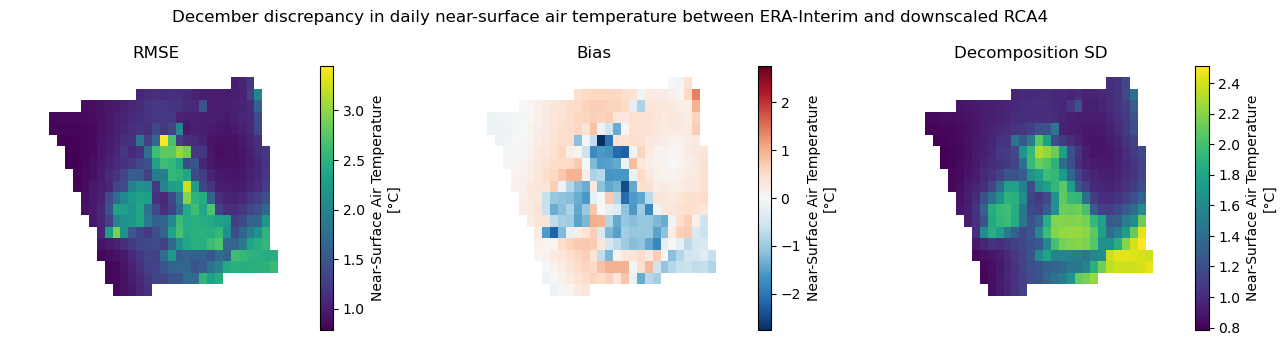 December discrepancy in daily near-surface air temperature between ERA-Interim and downscaled RCA4
RMSE
3.0
2.5
2.0
1.5
1.0
Near-Surface Air Temperature
[°C]
Bias
2
1
0
−1
−2
Near-Surface Air Temperature
[°C]
Decomposition SD
2.4
2.2
2.0
1.8
1.6
1.4
1.2
1.0
0.8
Near-Surface Air Temperature
[°C]